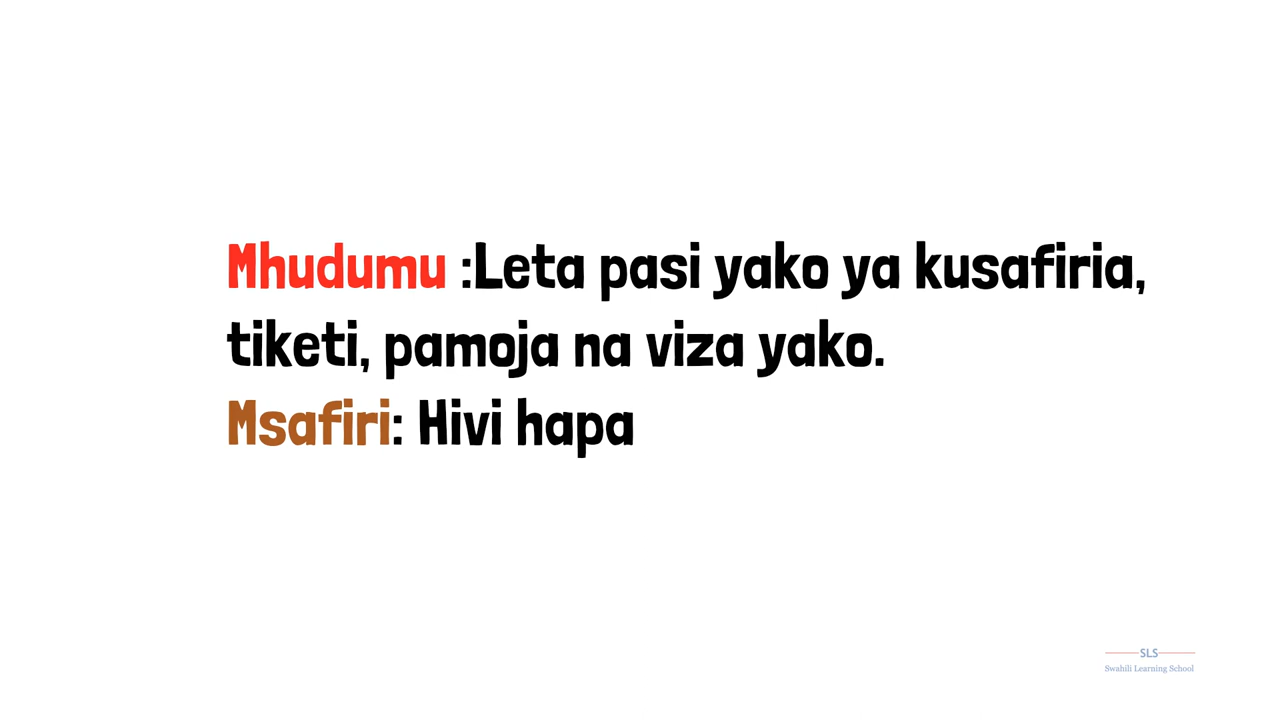 Mhudumu :Leta pasi yako ya kusafiria,
tiketi, pamoja na viza yako.
Msafiri: Hivi hapa
SLS
Swahili Learning School